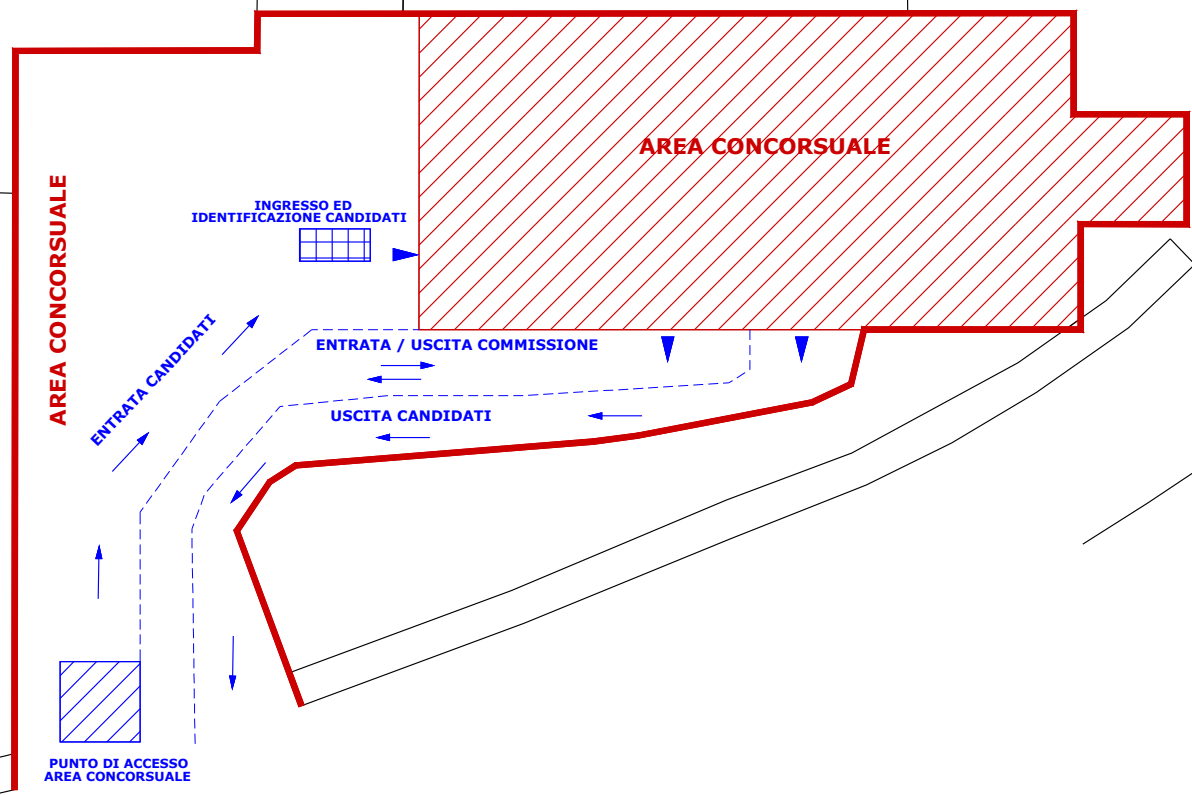 AREA CONCORSUALE
AREA CONCORSUALE
INGRESSO ED
IDENTIFICAZIONE CANDIDATI
ENTRATA CANDIDATI
ENTRATA / USCITA COMMISSIONE
USCITA CANDIDATI
PUNTO DI ACCESSO
AREA CONCORSUALE